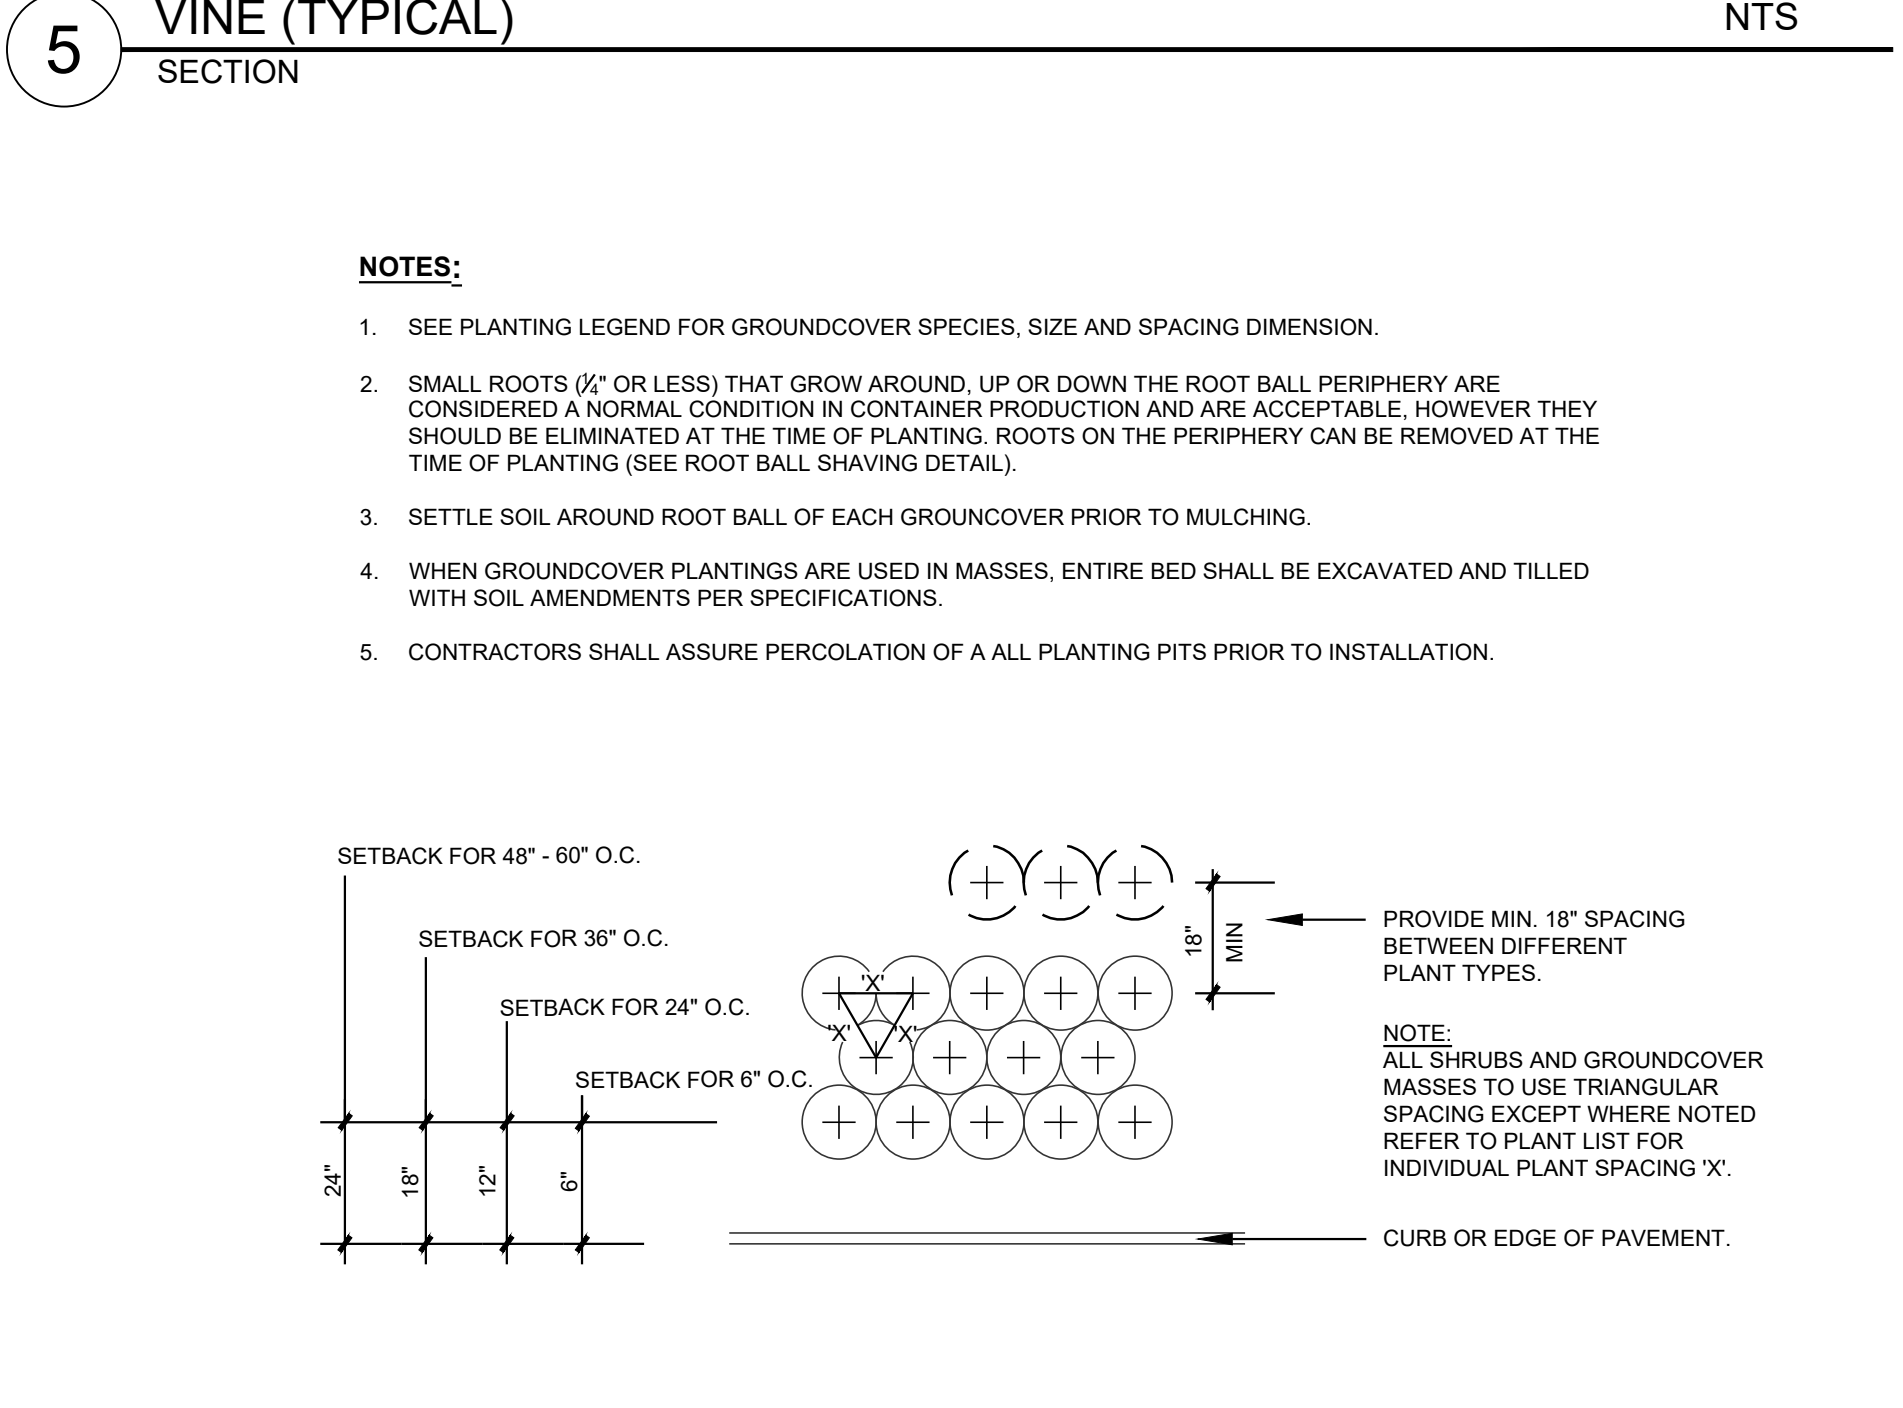 5
VINE (TYPICAL)
NTS
SECTION
NOTES:
1. SEE PLANTING LEGEND FOR GROUNDCOVER SPECIES, SIZE AND SPACING DIMENSION.
2. SMALL ROOTS (1/4" OR LESS) THAT GROW AROUND, UP OR DOWN THE ROOT BALL PERIPHERY ARE
CONSIDERED A NORMAL CONDITION IN CONTAINER PRODUCTION AND ARE ACCEPTABLE, HOWEVER THEY
SHOULD BE ELIMINATED AT THE TIME OF PLANTING. ROOTS ON THE PERIPHERY CAN BE REMOVED AT THE
TIME OF PLANTING (SEE ROOT BALL SHAVING DETAIL).
3. SETTLE SOIL AROUND ROOT BALL OF EACH GROUNCOVER PRIOR TO MULCHING.
4. WHEN GROUNDCOVER PLANTINGS ARE USED IN MASSES, ENTIRE BED SHALL BE EXCAVATED AND TILLED
WITH SOIL AMENDMENTS PER SPECIFICATIONS.
5. CONTRACTORS SHALL ASSURE PERCOLATION OF A ALL PLANTING PITS PRIOR TO INSTALLATION.
SETBACK FOR 48" - 60" O.C.
SETBACK FOR 36" O.C.
SETBACK FOR 24" O.C.
SETBACK FOR 6" O.C.
24"
18"
12"
6"
'X'
'X'
'X'
18"
MIN
PROVIDE MIN. 18" SPACING
BETWEEN DIFFERENT
PLANT TYPES.
NOTE:
ALL SHRUBS AND GROUNDCOVER
MASSES TO USE TRIANGULAR
SPACING EXCEPT WHERE NOTED
REFER TO PLANT LIST FOR
INDIVIDUAL PLANT SPACING 'X'.
CURB OR EDGE OF PAVEMENT.